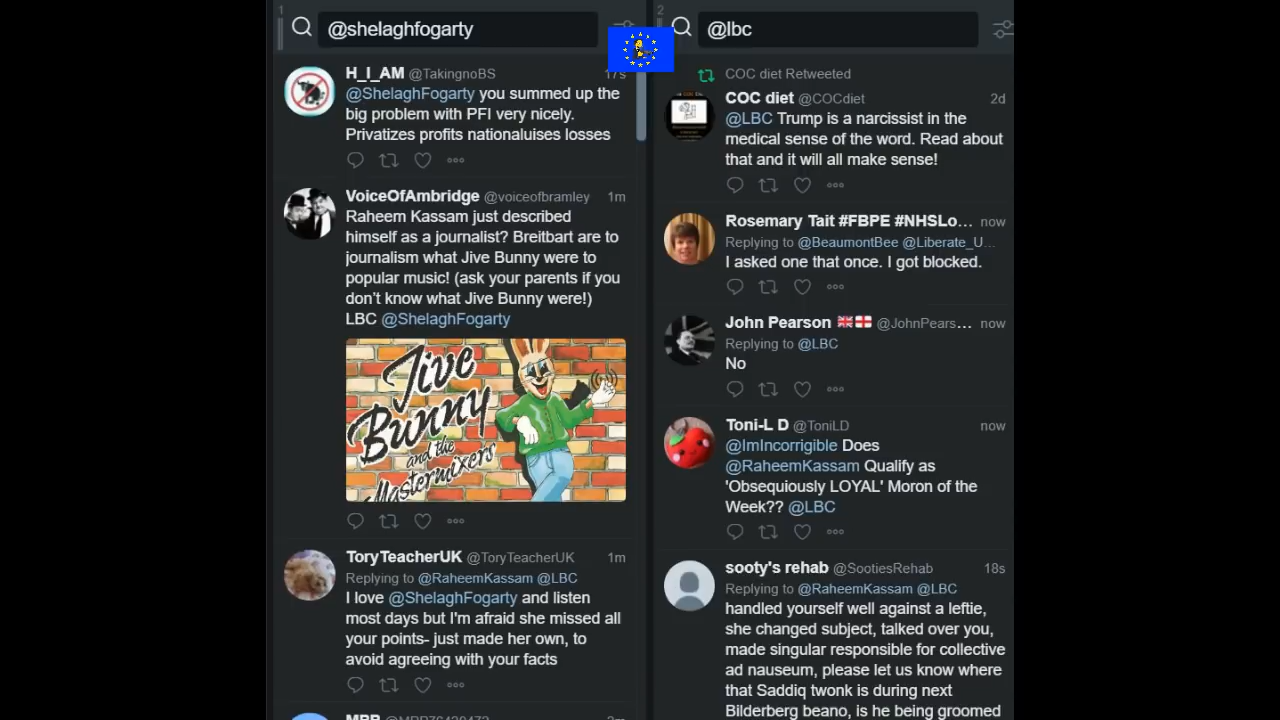 1
@shelaghfogarty
H_I_AM @TakingnoBS 17s
@ShelaghFogarty you summed up the
big problem with PFI very nicely.
Privatizes profits nationaluises losses
VoiceOfAmbridge @voiceofbramley 1m
Raheem Kassam just described
himself as a journalist? Breitbart are to
journalism what Jive Bunny were to
popular music! (ask your parents if you
don't know what Jive Bunny were!)
LBC @ShelaghFogarty
Jive
Bunny
and the
Mastermixers
ToryTeacherUK @ToryTeacherUK 1m
Replying to @RaheemKassam @LBC
I love @ShelaghFogarty and listen
most days but I'm afraid she missed all
your points- just made her own, to
avoid agreeing with your facts
2
@lbc
COC diet Retweeted
COC diet @COCdiet 2d
@LBC Trump is a narcissist in the
medical sense of the word. Read about
that and it will all make sense!
Rosemary Tait #FBPE #NHSLo... now
Replying to @BeaumontBee @Liberate_U...
I asked one that once. I got blocked.
John Pearson @JohnPears... now
Replying to @LBC
No
Toni-L D @ToniLD now
@ImIncorrigible Does
@RaheemKassam Qualify as
'Obsequiously LOYAL' Moron of the
Week?? @LBC
sooty's rehab @SootiesRehab 18s
Replying to @RaheemKassam @LBC
handled yourself well against a leftie,
she changed subject, talked over you,
made singular responsible for collective
ad nauseum, please let us know where
that Saddiq twonk is during next
Bilderberg beano, is he being groomed